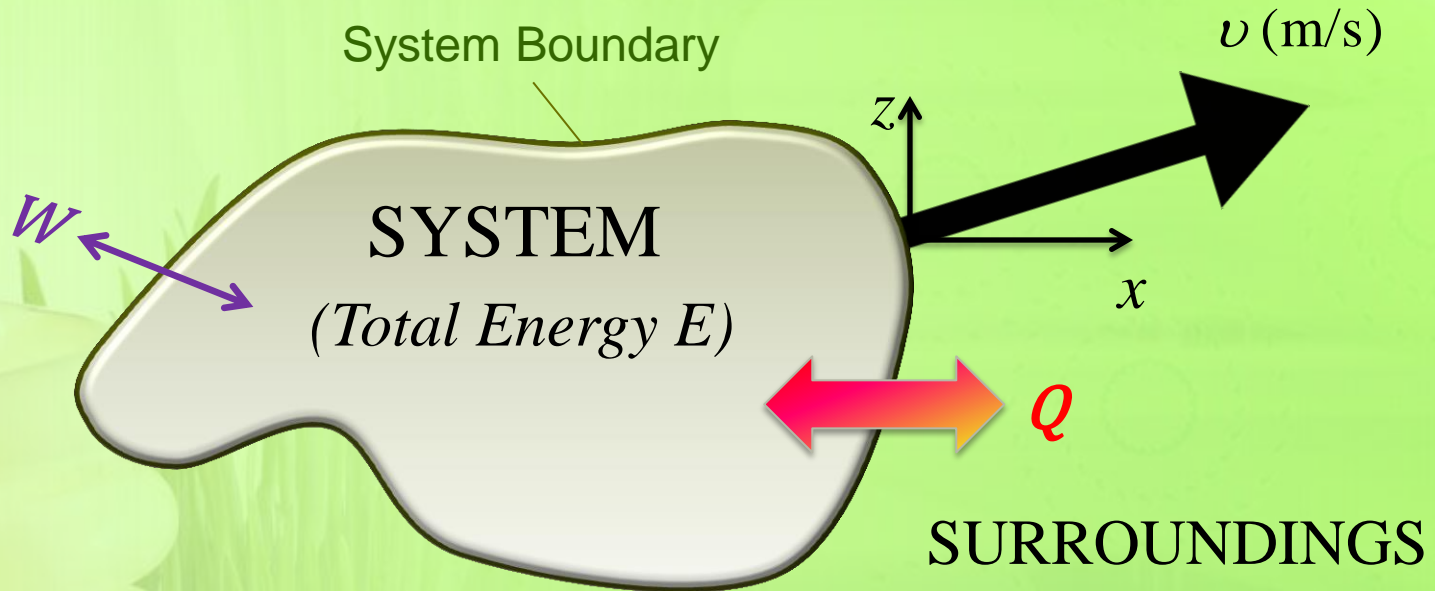 System Boundary
υ (m/s)
z
W
SYSTEM
(Total Energy E)
x
Q
SURROUNDINGS